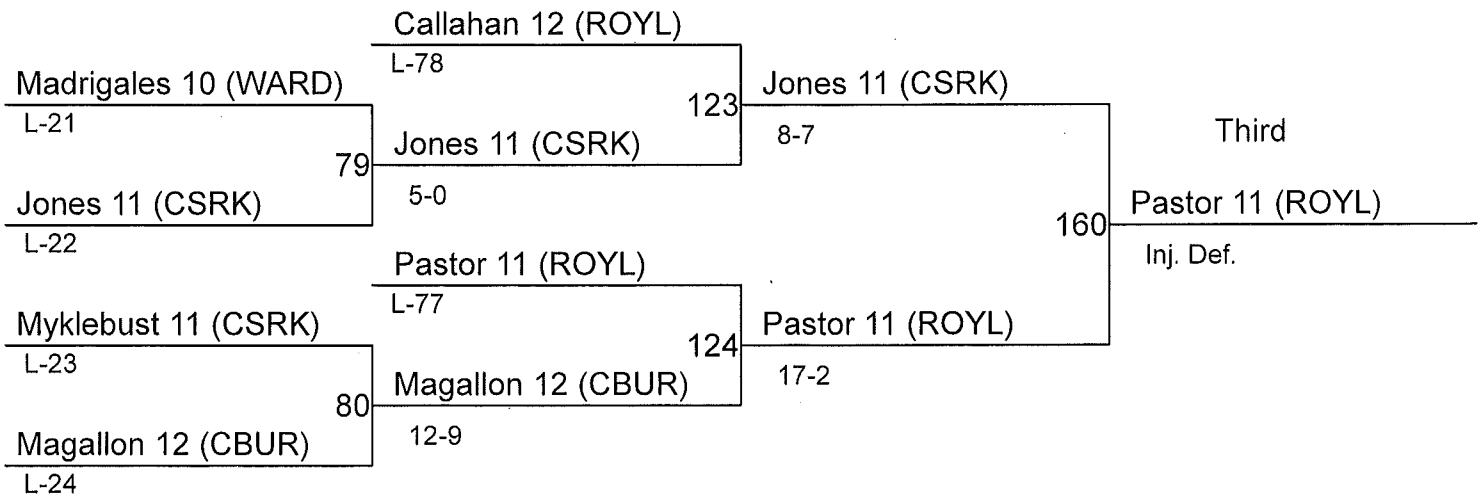 Callahan 12 (ROYL)
L-78
Madrigales 10 (WARD)
L-21
123
Jones 11 (CSRK)
8-7
Third
79
Jones 11 (CSRK)
5-0
Jones 11 (CSRK)
L-22
160
Pastor 11 (ROYL)
Inj. Def.
Pastor 11 (ROYL)
L-77
Myklebust 11 (CSRK)
L-23
124
Pastor 11 (ROYL)
17-2
80
Magallon 12 (CBUR)
12-9
Magallon 12 (CBUR)
L-24